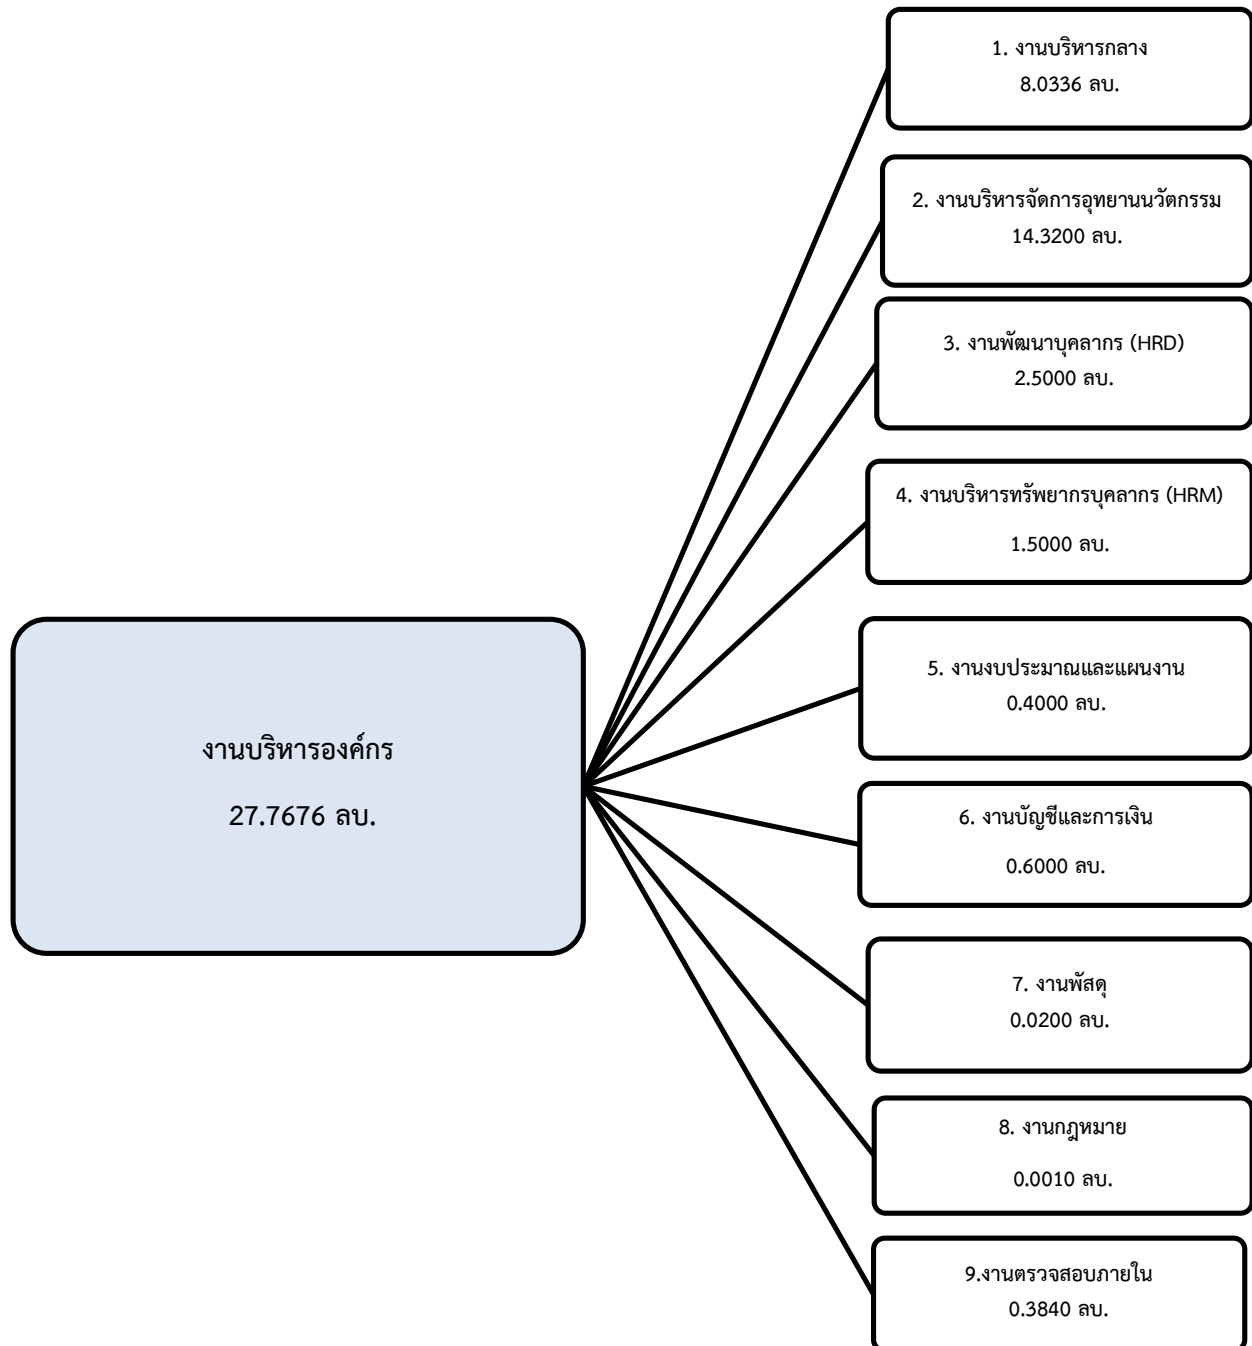 1. งานบริหารกลาง
8.0336 ลบ.
2. งานบริหารจัดการอุทยานนวัตกรรม
14.3200 ลบ.
3. งานพัฒนาบุคลากร (HRD)
2.5000 ลบ.
4. งานบริหารทรัพยากรบุคลากร (HRM)
1.5000 ลบ.
5. งานงบประมาณและแผนงาน
0.4000 ลบ.
งานบริหารองค์กร
27.7676 ลบ.
6. งานบัญชีและการเงิน
0.6000 ลบ.
7. งานพัสดุ
0.0200 ลบ.
8. งานกฎหมาย
0.0010 ลบ.
9.งานตรวจสอบภายใน
0.3840 ลบ.